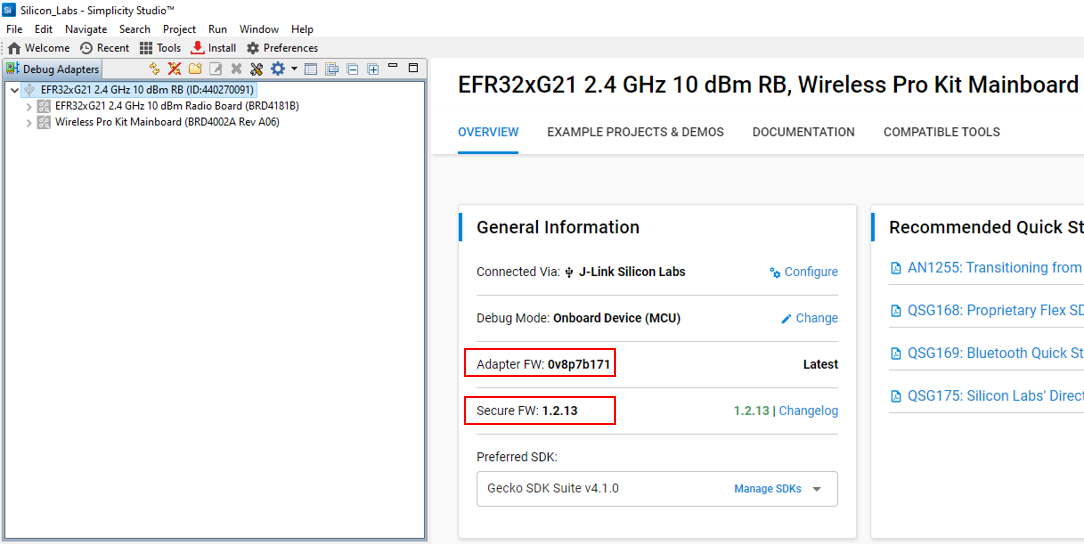 Silicon_Labs - Simplicity Studio™
File Edit Navigate Search Project Run Window Help
Welcome Recent Tools Install Preferences
Debug Adapters
EFR32xG21 2.4 GHz 10 dBm RB (ID:440270091)
EFR32xG21 2.4 GHz 10 dBm Radio Board (BRD4181B)
Wireless Pro Kit Mainboard (BRD4002A Rev A06)
EFR32xG21 2.4 GHz 10 dBm RB, Wireless Pro Kit Mainboard
OVERVIEW EXAMPLE PROJECTS & DEMOS DOCUMENTATION COMPATIBLE TOOLS
General Information
Connected Via: J-Link Silicon Labs Configure
Debug Mode: Onboard Device (MCU) Change
Adapter FW: 0v8p7b171 Latest
Secure FW: 1.2.13 1.2.13 | Changelog
Preferred SDK:
Gecko SDK Suite v4.1.0 Manage SDKs
Recommended Quick St
AN1255: Transitioning from
QSG168: Proprietary Flex SD
QSG169: Bluetooth Quick St
QSG175: Silicon Labs' Direct